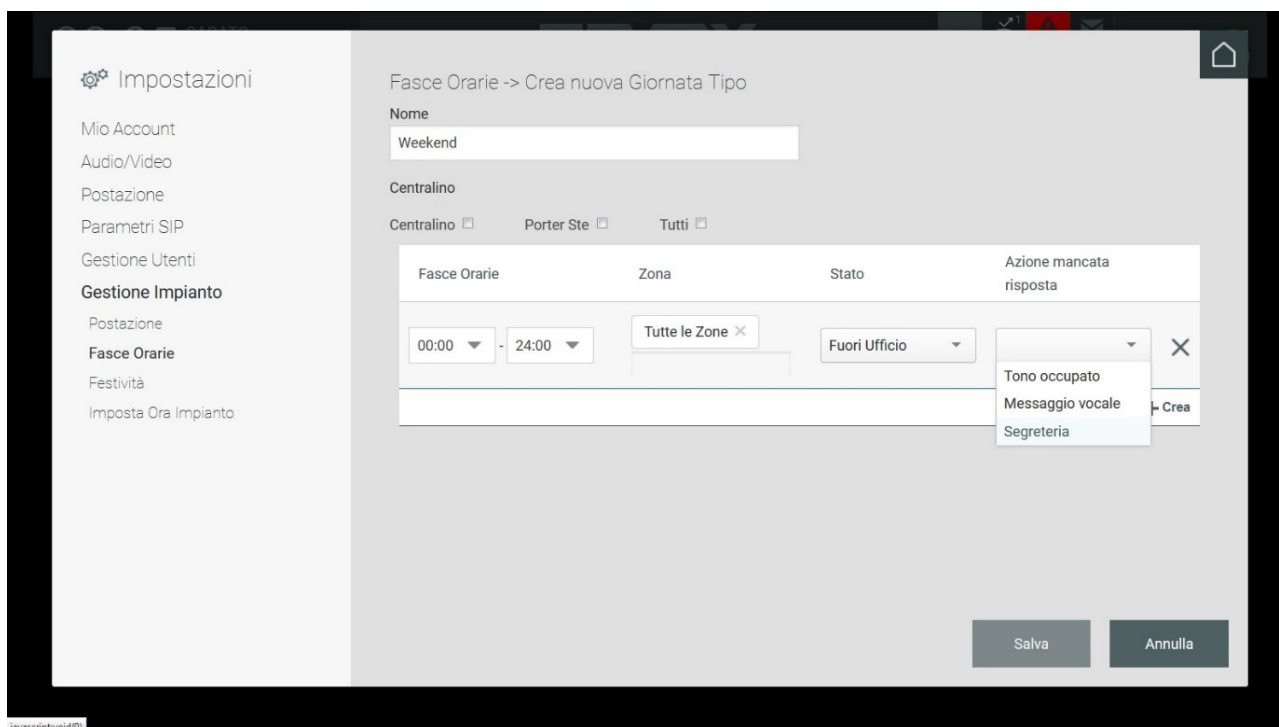 Impostazioni
Mio Account
Audio/Video
Postazione
Parametri SIP
Gestione Utenti
Gestione Impianto
Postazione
Fasce Orarie
Festività
Imposta Ora Impianto
Fasce Orarie -> Crea nuova Giornata Tipo
Nome
Weekend
Centralino
Centralino Porter Ste Tutti
Fasce Orarie Zona Stato Azione mancata risposta
00:00 - 24:00 Tutte le Zone Fuori Ufficio
Tono occupato
Messaggio vocale
Segreteria
Crea
Salva Annulla